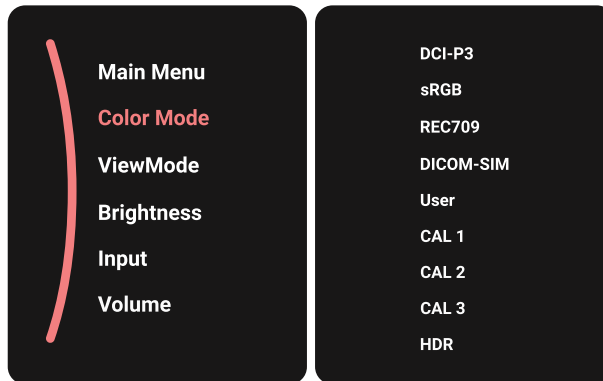 Main Menu
Color Mode
ViewMode
Brightness
Input
Volume
DCI-P3
sRGB
REC709
DICOM-SIM
User
CAL 1
CAL 2
CAL 3
HDR